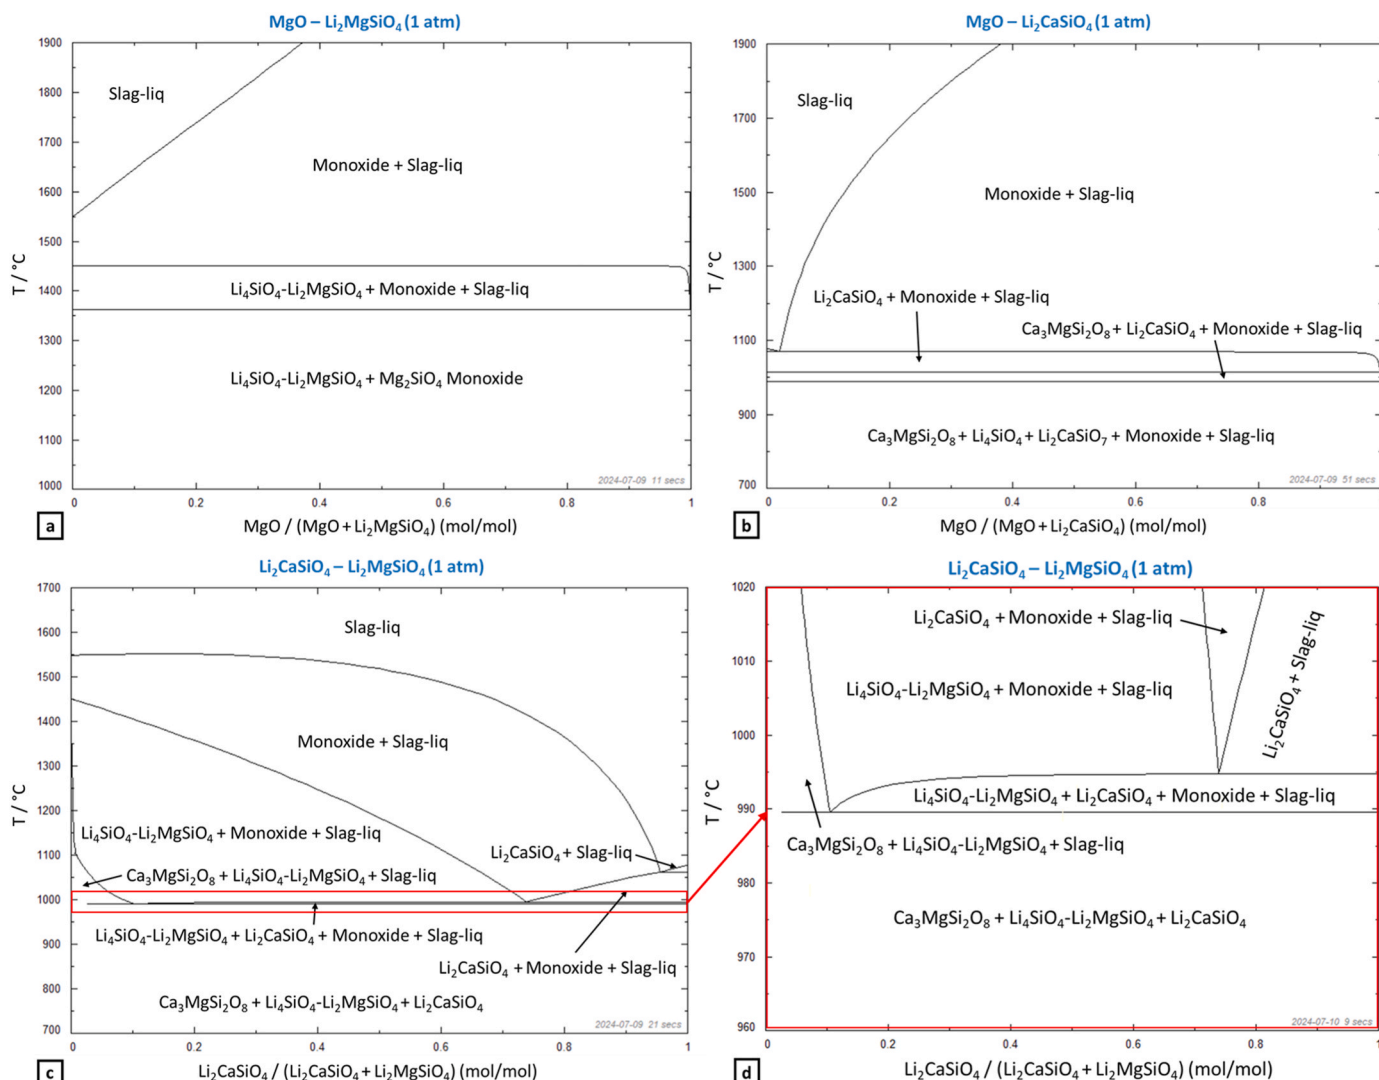 MgO – Li₂MgSiO₄ (1 atm)
1900
1800
1700
1600
1500
1400
1300
1200
1100
1000
T / °C
Slag-liq
Monoxide + Slag-liq
Li₄SiO₄-Li₂MgSiO₄ + Monoxide + Slag-liq
Li₄SiO₄-Li₂MgSiO₄ + Mg₂SiO₄ Monoxide
2024-07-09 11 secs
0 0.2 0.4 0.6 0.8 1
a
MgO / (MgO + Li₂MgSiO₄) (mol/mol)
MgO – Li₂CaSiO₄ (1 atm)
1900
1700
1500
1300
1100
900
700
T / °C
Slag-liq
Monoxide + Slag-liq
Li₂CaSiO₄ + Monoxide + Slag-liq
Ca₃MgSi₂O₈ + Li₂CaSiO₄ + Monoxide + Slag-liq
Ca₃MgSi₂O₈ + Li₄SiO₄ + Li₂CaSiO₇ + Monoxide + Slag-liq
2024-07-09 51 secs
0 0.2 0.4 0.6 0.8
b
MgO / (MgO + Li₂CaSiO₄) (mol/mol)
Li₂CaSiO₄ – Li₂MgSiO₄ (1 atm)
1700
1600
1500
1400
1300
1200
1100
1000
900
800
700
T / °C
Slag-liq
Monoxide + Slag-liq
Li₄SiO₄-Li₂MgSiO₄ + Monoxide + Slag-liq
Li₂CaSiO₄ + Slag-liq
Ca₃MgSi₂O₈ + Li₄SiO₄-Li₂MgSiO₄ + Slag-liq
Li₄SiO₄-Li₂MgSiO₄ + Li₂CaSiO₄ + Monoxide + Slag-liq
Li₂CaSiO₄ + Monoxide + Slag-liq
Ca₃MgSi₂O₈ + Li₄SiO₄-Li₂MgSiO₄ + Li₂CaSiO₄
2024-07-09 21 secs
0 0.2 0.4 0.6 0.8 1
c
Li₂CaSiO₄ / (Li₂CaSiO₄ + Li₂MgSiO₄) (mol/mol)
Li₂CaSiO₄ – Li₂MgSiO₄ (1 atm)
1020
1010
1000
990
980
970
960
T / °C
Li₂CaSiO₄ + Monoxide + Slag-liq
Li₄SiO₄-Li₂MgSiO₄ + Monoxide + Slag-liq
Li₂CaSiO₄ + Slag-liq
Li₄SiO₄-Li₂MgSiO₄ + Li₂CaSiO₄ + Monoxide + Slag-liq
Ca₃MgSi₂O₈ + Li₄SiO₄-Li₂MgSiO₄ + Slag-liq
Ca₃MgSi₂O₈ + Li₄SiO₄-Li₂MgSiO₄ + Li₂CaSiO₄
2024-07-10 9 secs
0 0.2 0.4 0.6 0.8 1
d
Li₂CaSiO₄ / (Li₂CaSiO₄ + Li₂MgSiO₄) (mol/mol)